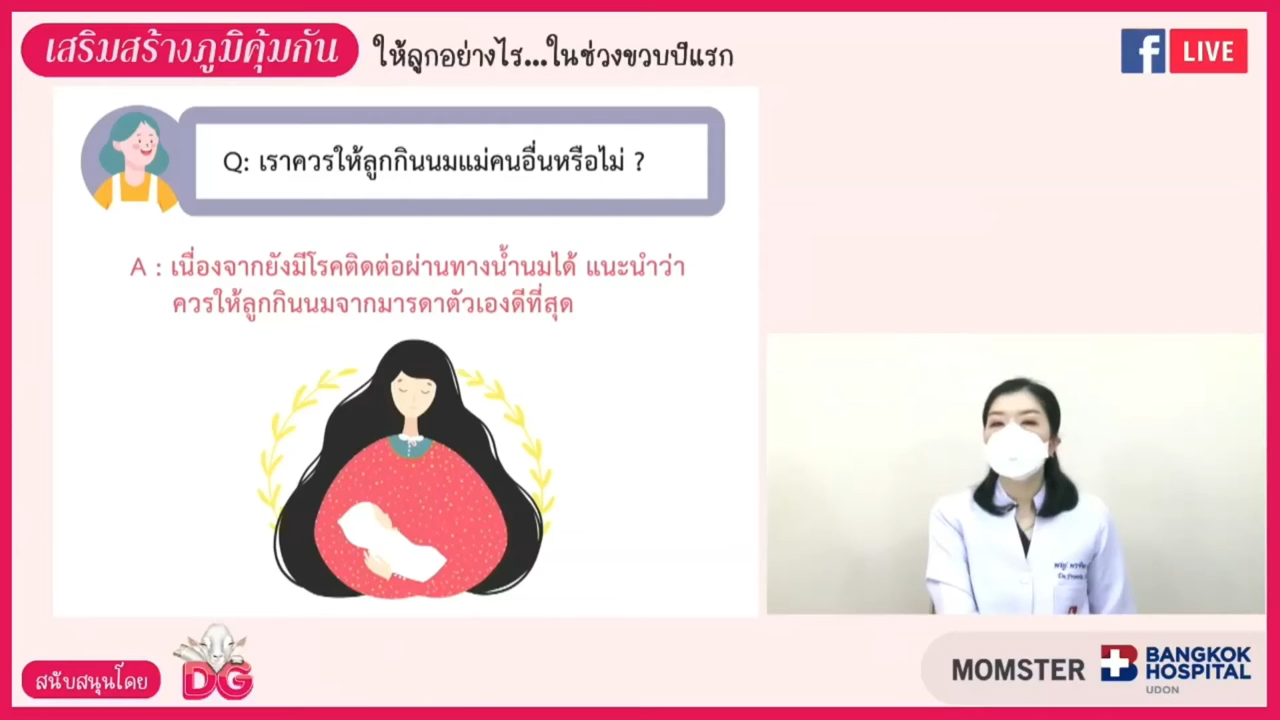 เสริมสร้างภูมิคุ้มกัน ให้ลูกอย่างไร...ในช่วงขวบปีแรก
LIVE
Q: เราควรให้ลูกกินนมแม่คนอื่นหรือไม่ ?
A : เนื่องจากยังมีโรคติดต่อผ่านทางน้ำนมได้ แนะนำว่า
ควรให้ลูกกินนมจากมารดาตัวเองดีที่สุด
สนับสนุนโดย
DG
MOMSTER
BANGKOK
HOSPITAL
UDON